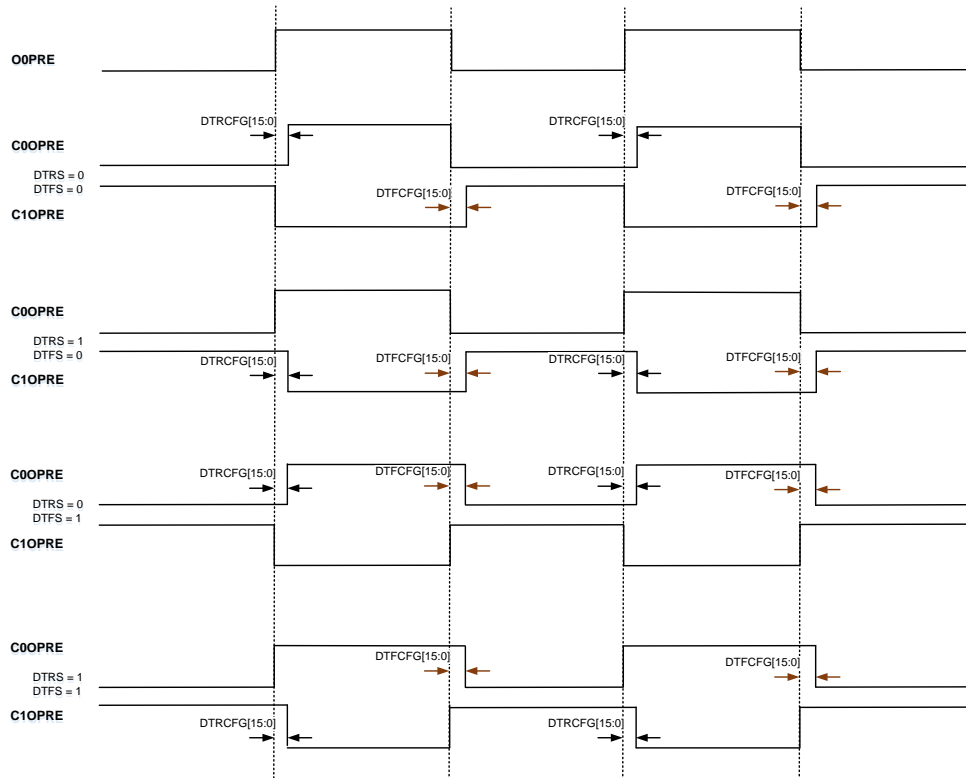 O0PRE
DTRCFG[15:0]
DTRCFG[15:0]
C0OPRE
DTRS = 0
DTFS = 0
DTFCFG[15:0]
DTFCFG[15:0]
C1OPRE
C0OPRE
DTRS = 1
DTFS = 0
DTRCFG[15:0]
DTFCFG[15:0]
DTRCFG[15:0]
DTFCFG[15:0]
C1OPRE
C0OPRE
DTRCFG[15:0]
DTFCFG[15:0]
DTRCFG[15:0]
DTFCFG[15:0]
DTRS = 0
DTFS = 1
C1OPRE
C0OPRE
DTFCFG[15:0]
DTFCFG[15:0]
DTRS = 1
DTFS = 1
C1OPRE
DTRCFG[15:0]
DTRCFG[15:0]